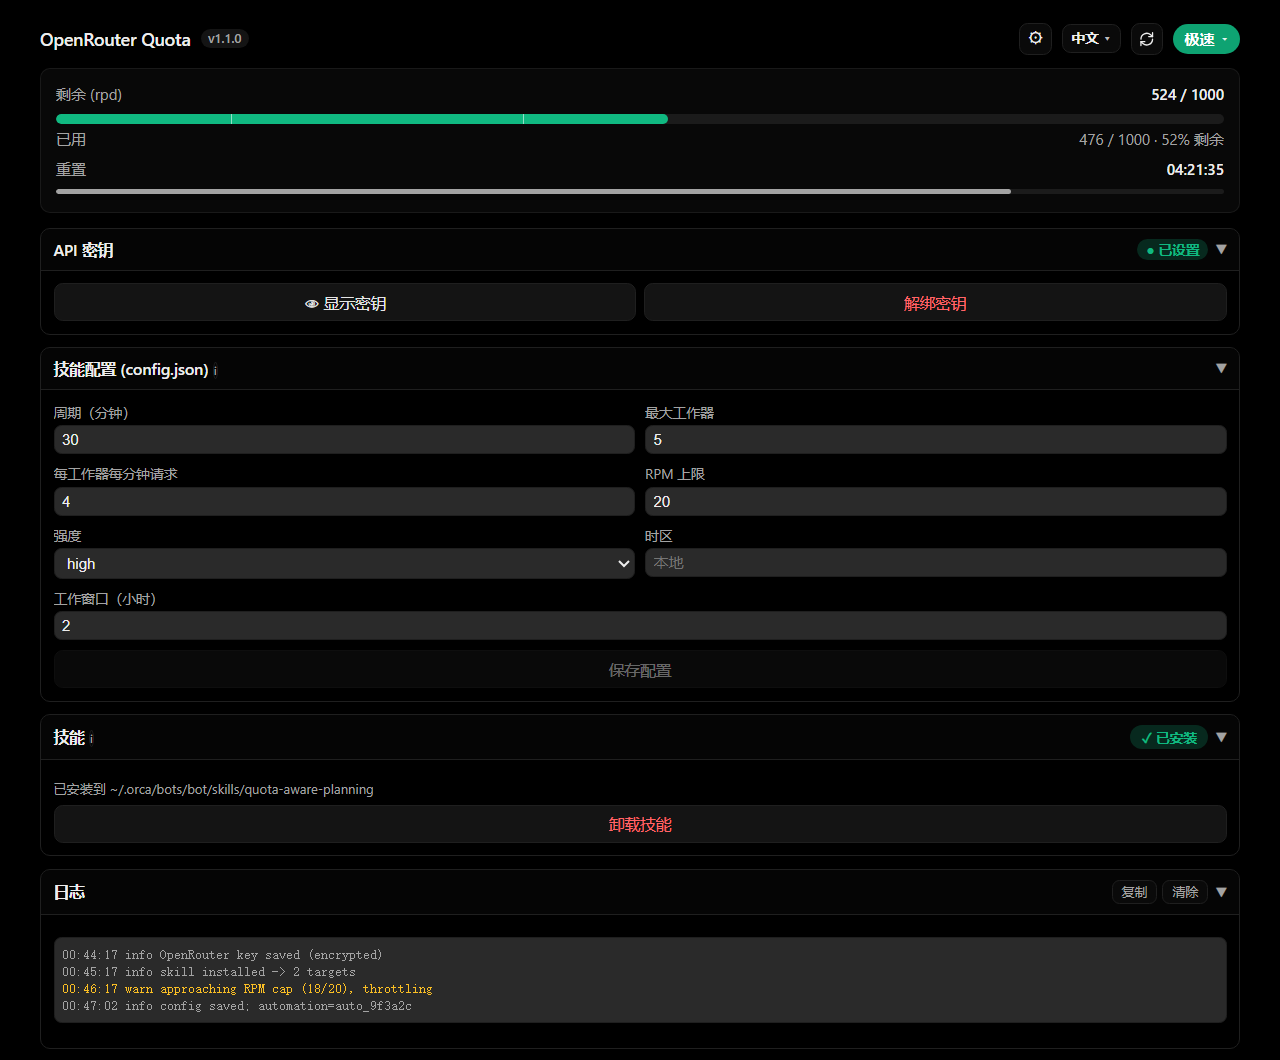 OpenRouter Quota v1.1.0 中文 极速
剩余 (rpd) 524 / 1000
已用 476 / 1000 · 52% 剩余
重置 04:21:35
API 密钥 ● 已设置 ▼
显示密钥 解绑密钥
技能配置 (config.json) i ▼
周期（分钟） 最大工作器
30 5
每工作器每分钟请求 RPM 上限
4 20
强度 时区
high 本地
工作窗口（小时）
2
保存配置
技能 i ✓ 已安装 ▼
已安装到 ~/.orca/bots/bot/skills/quota-aware-planning
卸载技能
日志 复制 清除 ▼
00:44:17 info OpenRouter key saved (encrypted)
00:45:17 info skill installed -> 2 targets
00:46:17 warn approaching RPM cap (18/20), throttling
00:47:02 info config saved; automation=auto_9f3a2c